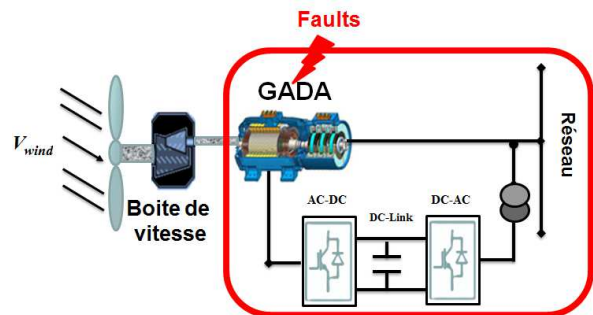 Faults
GADA
V_wind
Boite de
vitesse
AC-DC
DC-Link
DC-AC
Réseau